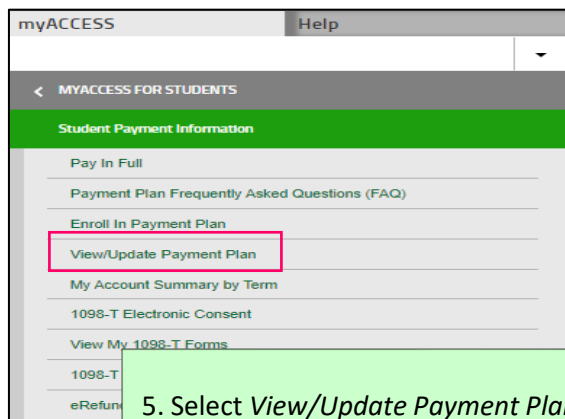 myACCESS Help
MYACCESS FOR STUDENTS
Student Payment Information
Pay In Full
Payment Plan Frequently Asked Questions (FAQ)
Enroll In Payment Plan
View/Update Payment Plan
My Account Summary by Term
1098-T Electronic Consent
View My 1098-T Forms
1098-T
5. Select View/Update Payment Plan